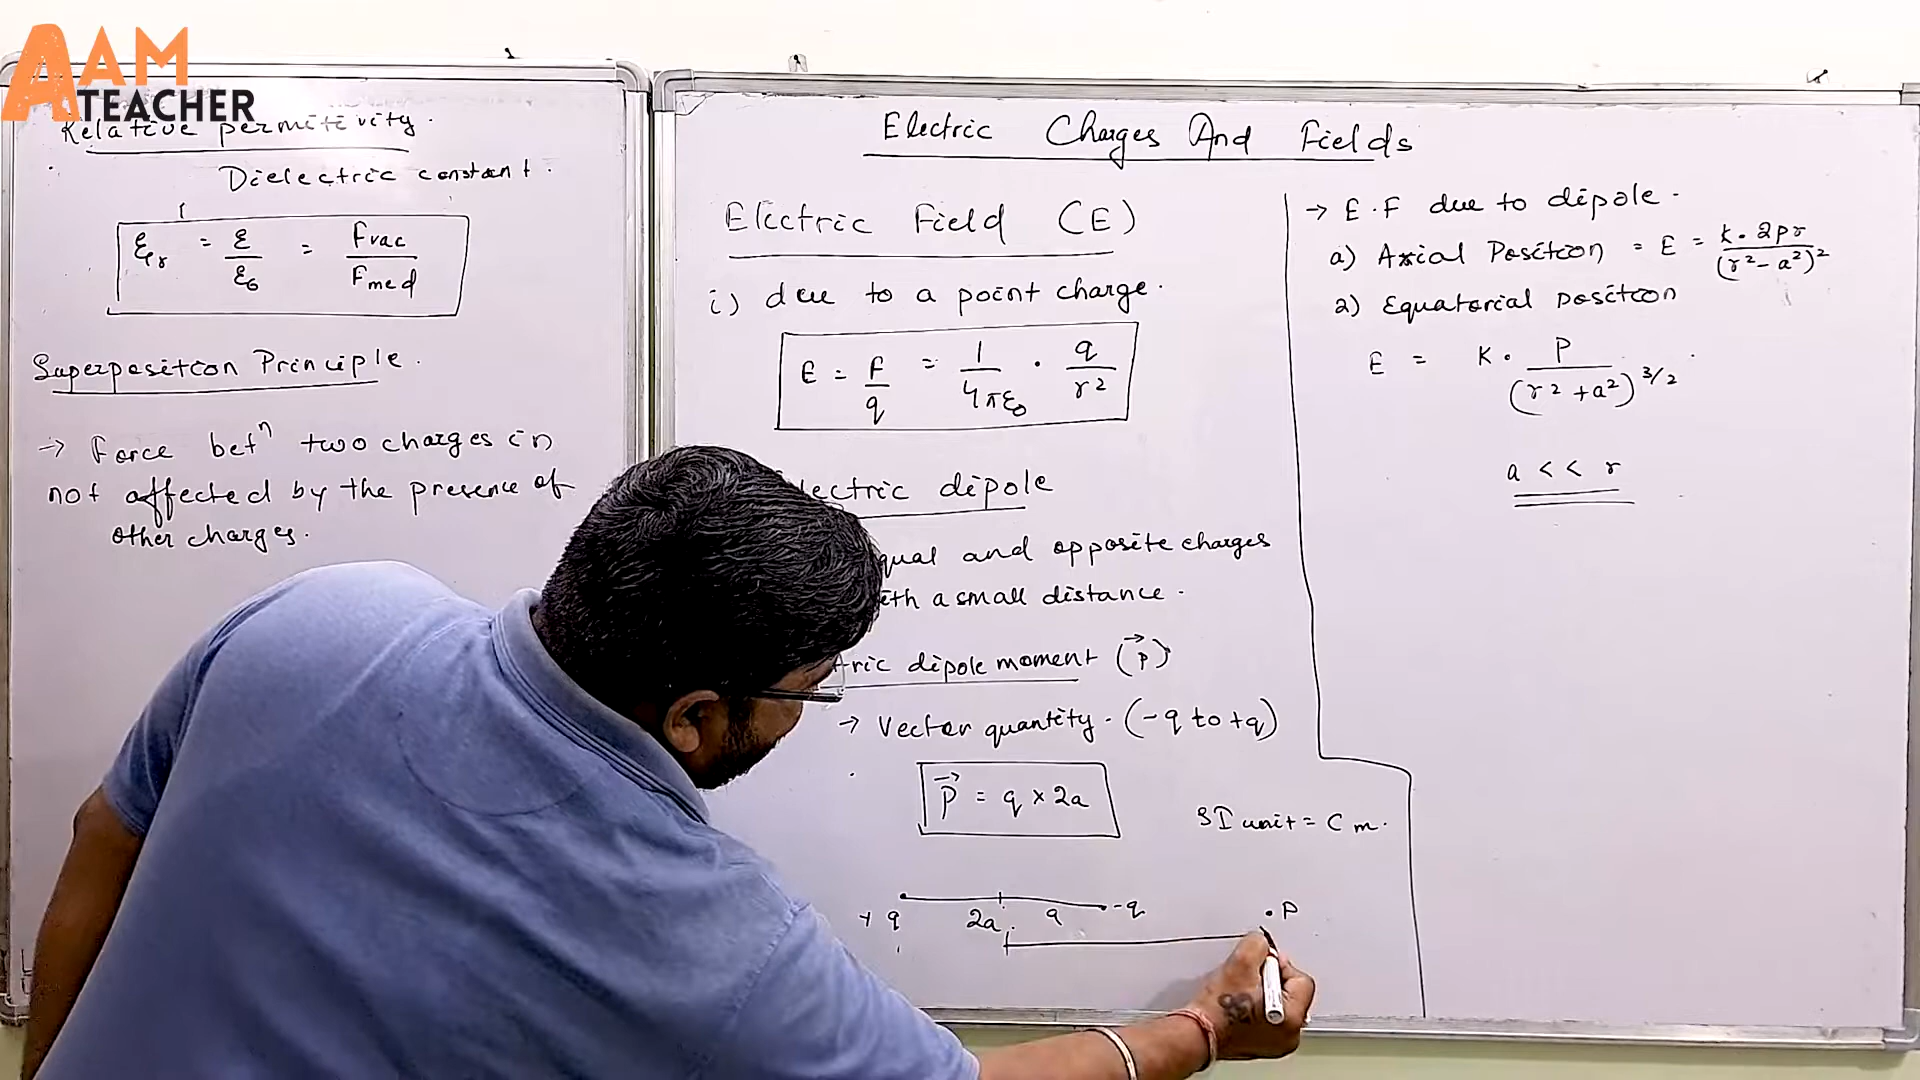 AAM
TEACHER
Relative permitivity.
Dielectric constant.
εr = ε/ε0 = Fvac/Fmed
Superposition Principle.
→ Force betⁿ two charges in
not affected by the presence of
other charges.
Electric Charges And Fields
Electric Field (E)
i) due to a point charge.
E = F/q = 1/4πε0 · q/r²
lectric dipole
qual and opposite charges
ith a small distance.
tric dipole moment (p⃗)
→ Vector quantity. (-q to +q)
p⃗ = q × 2a
SI unit = C m.
+q 2a a -q .P
→ E.F due to dipole.
a) Axial Position = E = K. 2pr/(r²-a²)²
2) Equatorial position
E = K. P/(r²+a²)^3/2
a << r